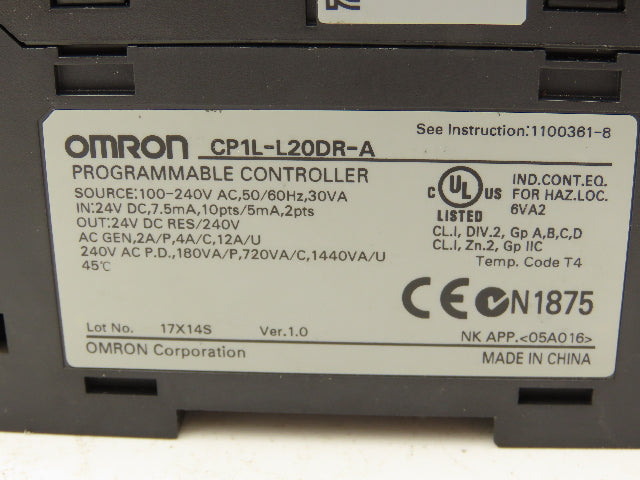 OMRON CP1L-L20DR-A
See Instruction:1100361-8
PROGRAMMABLE CONTROLLER
SOURCE:100-240V AC,50/60Hz,30VA
IN:24V DC,7.5mA,10pts/5mA,2pts
OUT:24V DC RES/240V
AC GEN,2A/P,4A/C,12A/U
240V AC P.D.,180VA/P,720VA/C,1440VA/U
45℃
C UL US
LISTED
IND.CONT.EQ.
FOR HAZ.LOC.
6VA2
CL.I, DIV.2, Gp A,B,C,D
CL.I, Zn.2, Gp IIC
Temp. Code T4
CE N1875
Lot No. 17X14S Ver.1.0
NK APP.<05A016>
OMRON Corporation
MADE IN CHINA